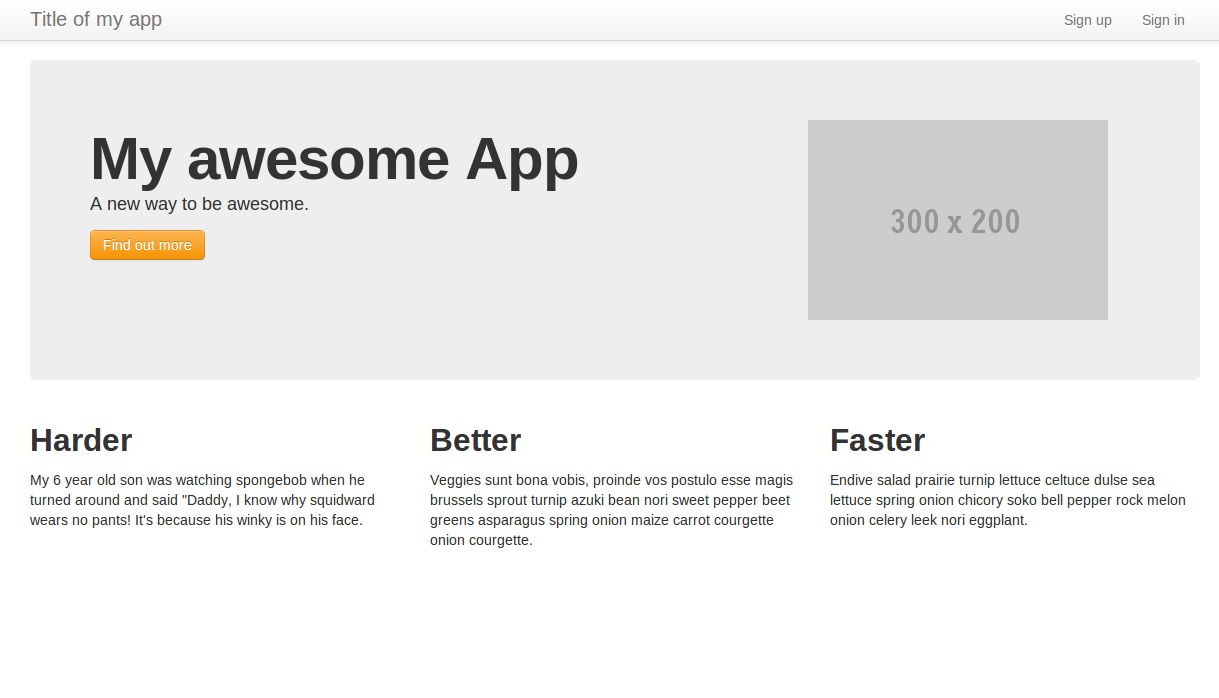 Title of my app
Sign up
Sign in
My awesome App
A new way to be awesome.
Find out more
300 x 200
Harder
My 6 year old son was watching spongebob when he
turned around and said "Daddy, I know why squidward
wears no pants! It's because his winky is on his face.
Better
Veggies sunt bona vobis, proinde vos postulo esse magis
brussels sprout turnip azuki bean nori sweet pepper beet
greens asparagus spring onion maize carrot courgette
onion courgette.
Faster
Endive salad prairie turnip lettuce celtuce dulse sea
lettuce spring onion chicory soko bell pepper rock melon
onion celery leek nori eggplant.